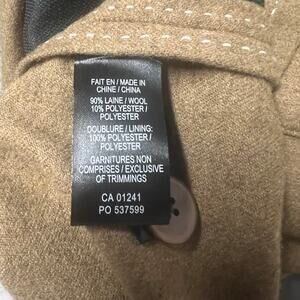 FAIT EN / MADE IN
CHINE / CHINA
90% LAINE / WOOL
10% POLYESTER
/ POLYESTER
DOUBLURE / LINING:
100% POLYESTER /
POLYESTER
GARNITURES NON
COMPRISES / EXCLUSIVE
OF TRIMMINGS
CA 01241
PO 537599